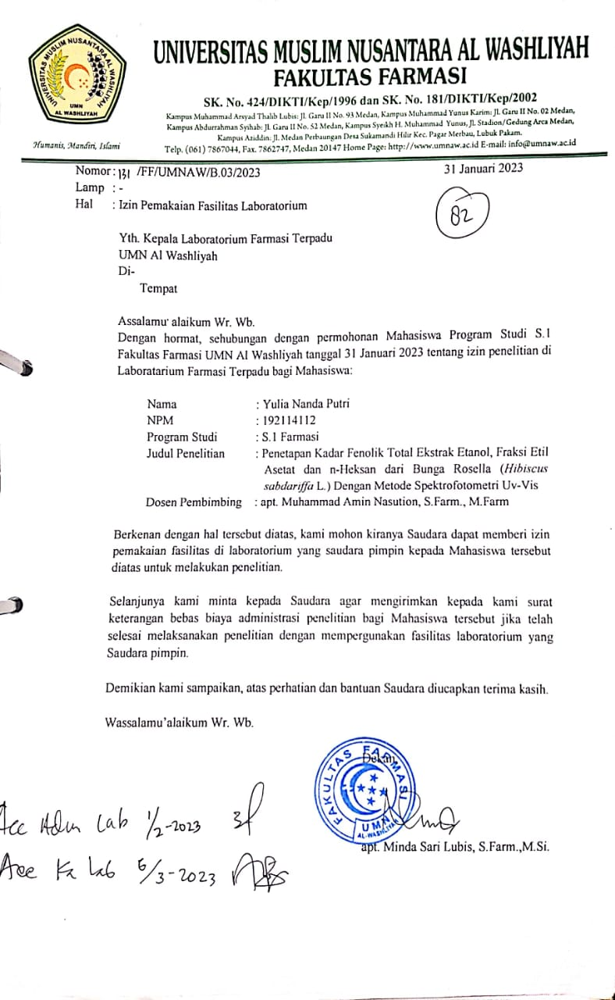 UNIVERSITAS MUSLIM NUSANTARA AL WASHLIYAH
UMN
AL WASHLIYAH
Humanis, Mandiri, Islami
UNIVERSITAS MUSLIM NUSANTARA AL WASHLIYAH
FAKULTAS FARMASI
SK. No. 424/DIKTI/Kep/1996 dan SK. No. 181/DIKTI/Kep/2002
Kampus Muhammad Arsyad Thalib Lubis: Jl. Garu II No. 93 Medan, Kampus Muhammad Yunus Karim: Jl. Garu II No. 02 Medan,
Kampus Abdurrahman Syihab: Jl. Garu II No. 52 Medan, Kampus Syeikh H. Muhammad Yunus, Jl. Stadion/Gedung Arca Medan,
Kampus Aziddin: Jl. Medan Perbaungan Desa Sukamandi Hilir Kec. Pagar Merbau, Lubuk Pakam.
Telp. (061) 7867044, Fax. 7862747, Medan 20147 Home Page: http://www.umnaw.ac.id E-mail: info@umnaw.ac.id
Nomor : 131 /FF/UMNAW/B.03/2023 31 Januari 2023
Lamp : -
Hal : Izin Pemakaian Fasilitas Laboratorium
82
Yth. Kepala Laboratorium Farmasi Terpadu
UMN Al Washliyah
Di-
Tempat
Assalamu' alaikum Wr. Wb.
Dengan hormat, sehubungan dengan permohonan Mahasiswa Program Studi S.1
Fakultas Farmasi UMN Al Washliyah tanggal 31 Januari 2023 tentang izin penelitian di
Laboratarium Farmasi Terpadu bagi Mahasiswa:
Nama : Yulia Nanda Putri
NPM : 192114112
Program Studi : S.1 Farmasi
Judul Penelitian : Penetapan Kadar Fenolik Total Ekstrak Etanol, Fraksi Etil
Asetat dan n-Heksan dari Bunga Rosella (Hibiscus
sabdariffa L.) Dengan Metode Spektrofotometri Uv-Vis
Dosen Pembimbing : apt. Muhammad Amin Nasution, S.Farm., M.Farm
Berkenan dengan hal tersebut diatas, kami mohon kiranya Saudara dapat memberi izin
pemakaian fasilitas di laboratorium yang saudara pimpin kepada Mahasiswa tersebut
diatas untuk melakukan penelitian.
Selanjunya kami minta kepada Saudara agar mengirimkan kepada kami surat
keterangan bebas biaya administrasi penelitian bagi Mahasiswa tersebut jika telah
selesai melaksanakan penelitian dengan mempergunakan fasilitas laboratorium yang
Saudara pimpin.
Demikian kami sampaikan, atas perhatian dan bantuan Saudara diucapkan terima kasih.
Wassalamu'alaikum Wr. Wb.
Dekan
FAKULTAS FARMASI
UMN
AL-WASHLIYAH
apt. Minda Sari Lubis, S.Farm.,M.Si.
Acc Adm Lab 1/2-2023
Acc Ka Lab 6/3-2023